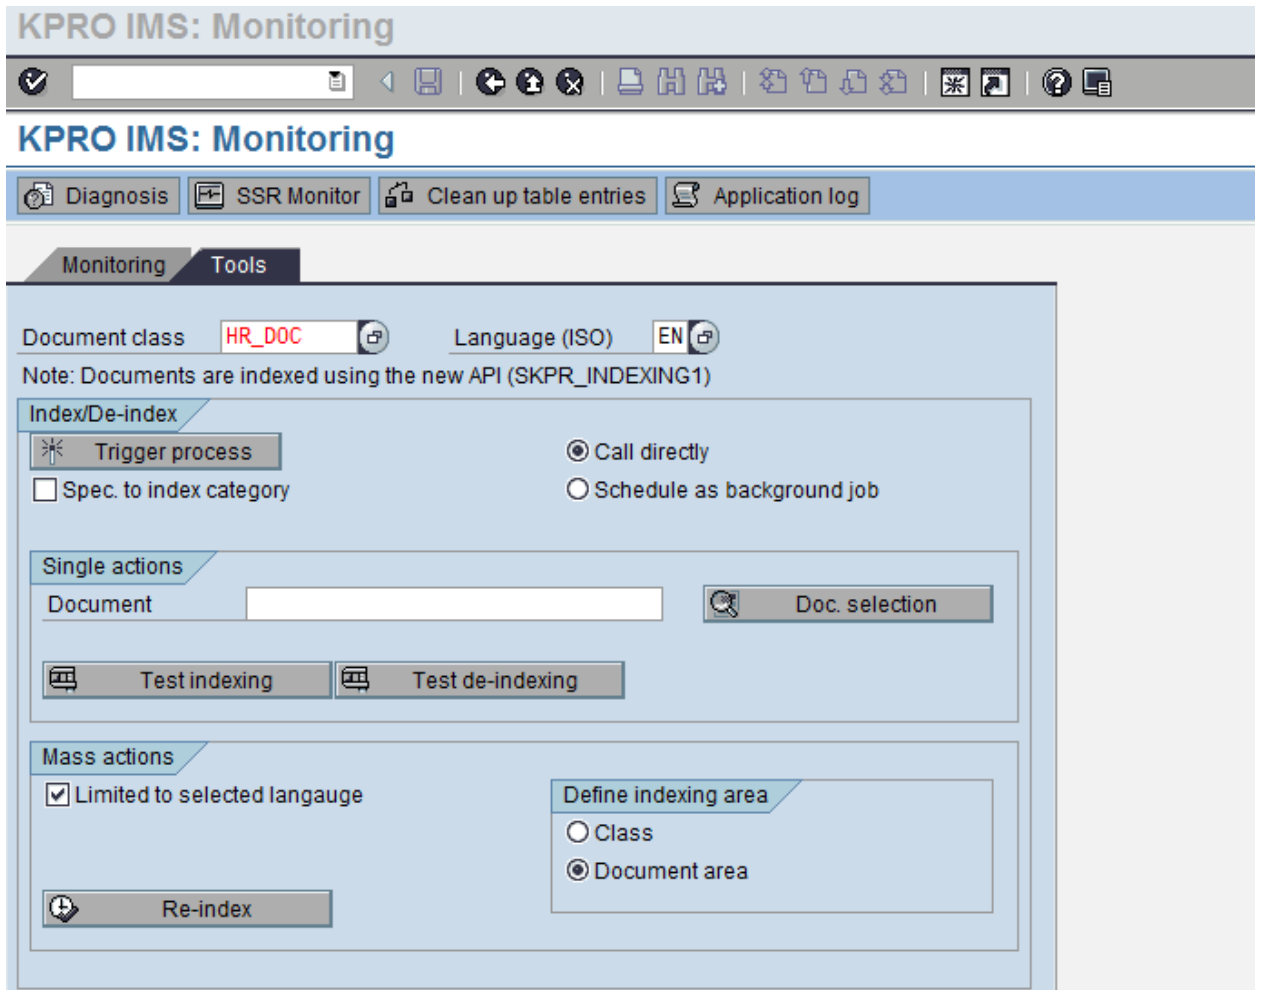 KPRO IMS: Monitoring
KPRO IMS: Monitoring
Diagnosis SSR Monitor Clean up table entries Application log
Monitoring Tools
Document class HR_DOC Language (ISO) EN
Note: Documents are indexed using the new API (SKPR_INDEXING1)
Index/De-index
Trigger process Call directly
Spec. to index category Schedule as background job
Single actions
Document Doc. selection
Test indexing Test de-indexing
Mass actions
Limited to selected langauge Define indexing area
Class
Document area
Re-index